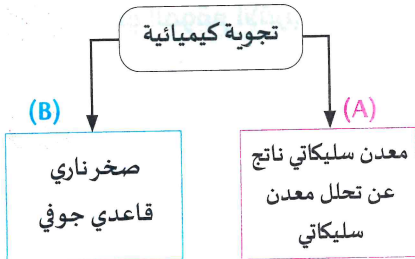 تجوية كيميائية
(A)
معدن سليكاتي ناتج
عن تحلل معدن
سليكاتي
(B)
صخر ناري
قاعدي جوفي